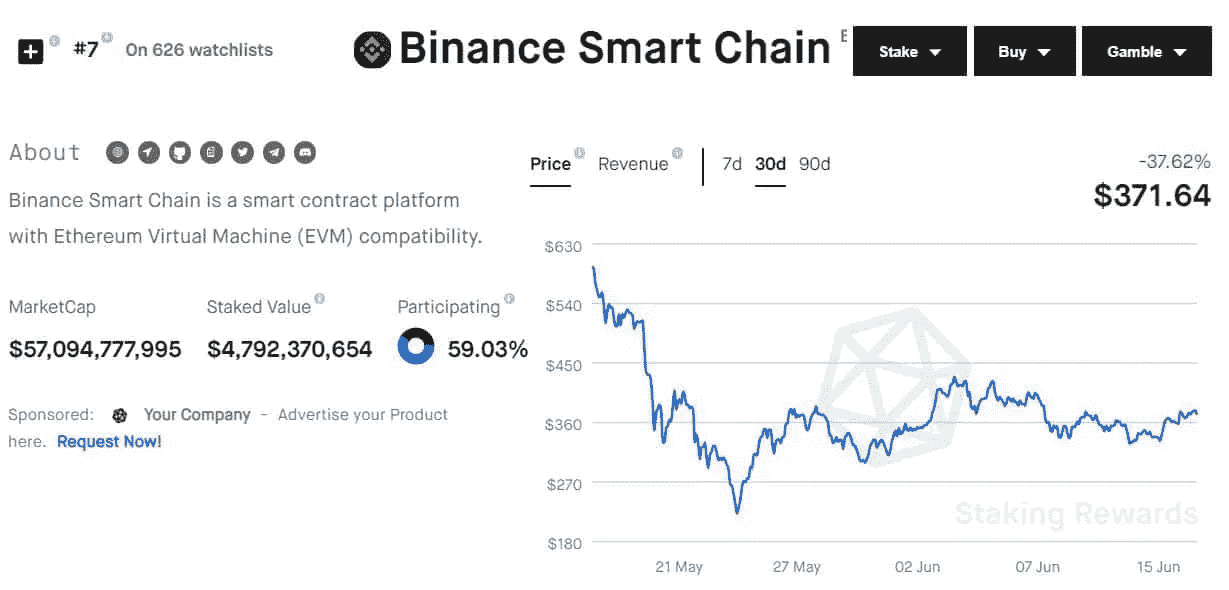 #7 On 626 watchlists
Binance Smart Chain
Stake
Buy
Gamble
About
Binance Smart Chain is a smart contract platform
with Ethereum Virtual Machine (EVM) compatibility.
MarketCap
Staked Value
Participating
$57,094,777,995
$4,792,370,654
59.03%
Sponsored: Your Company - Advertise your Product
here. Request Now!
Price Revenue 7d 30d 90d
-37.62%
$371.64
$630
$540
$450
$360
$270
$180
Staking Rewards
21 May 27 May 02 Jun 07 Jun 15 Jun